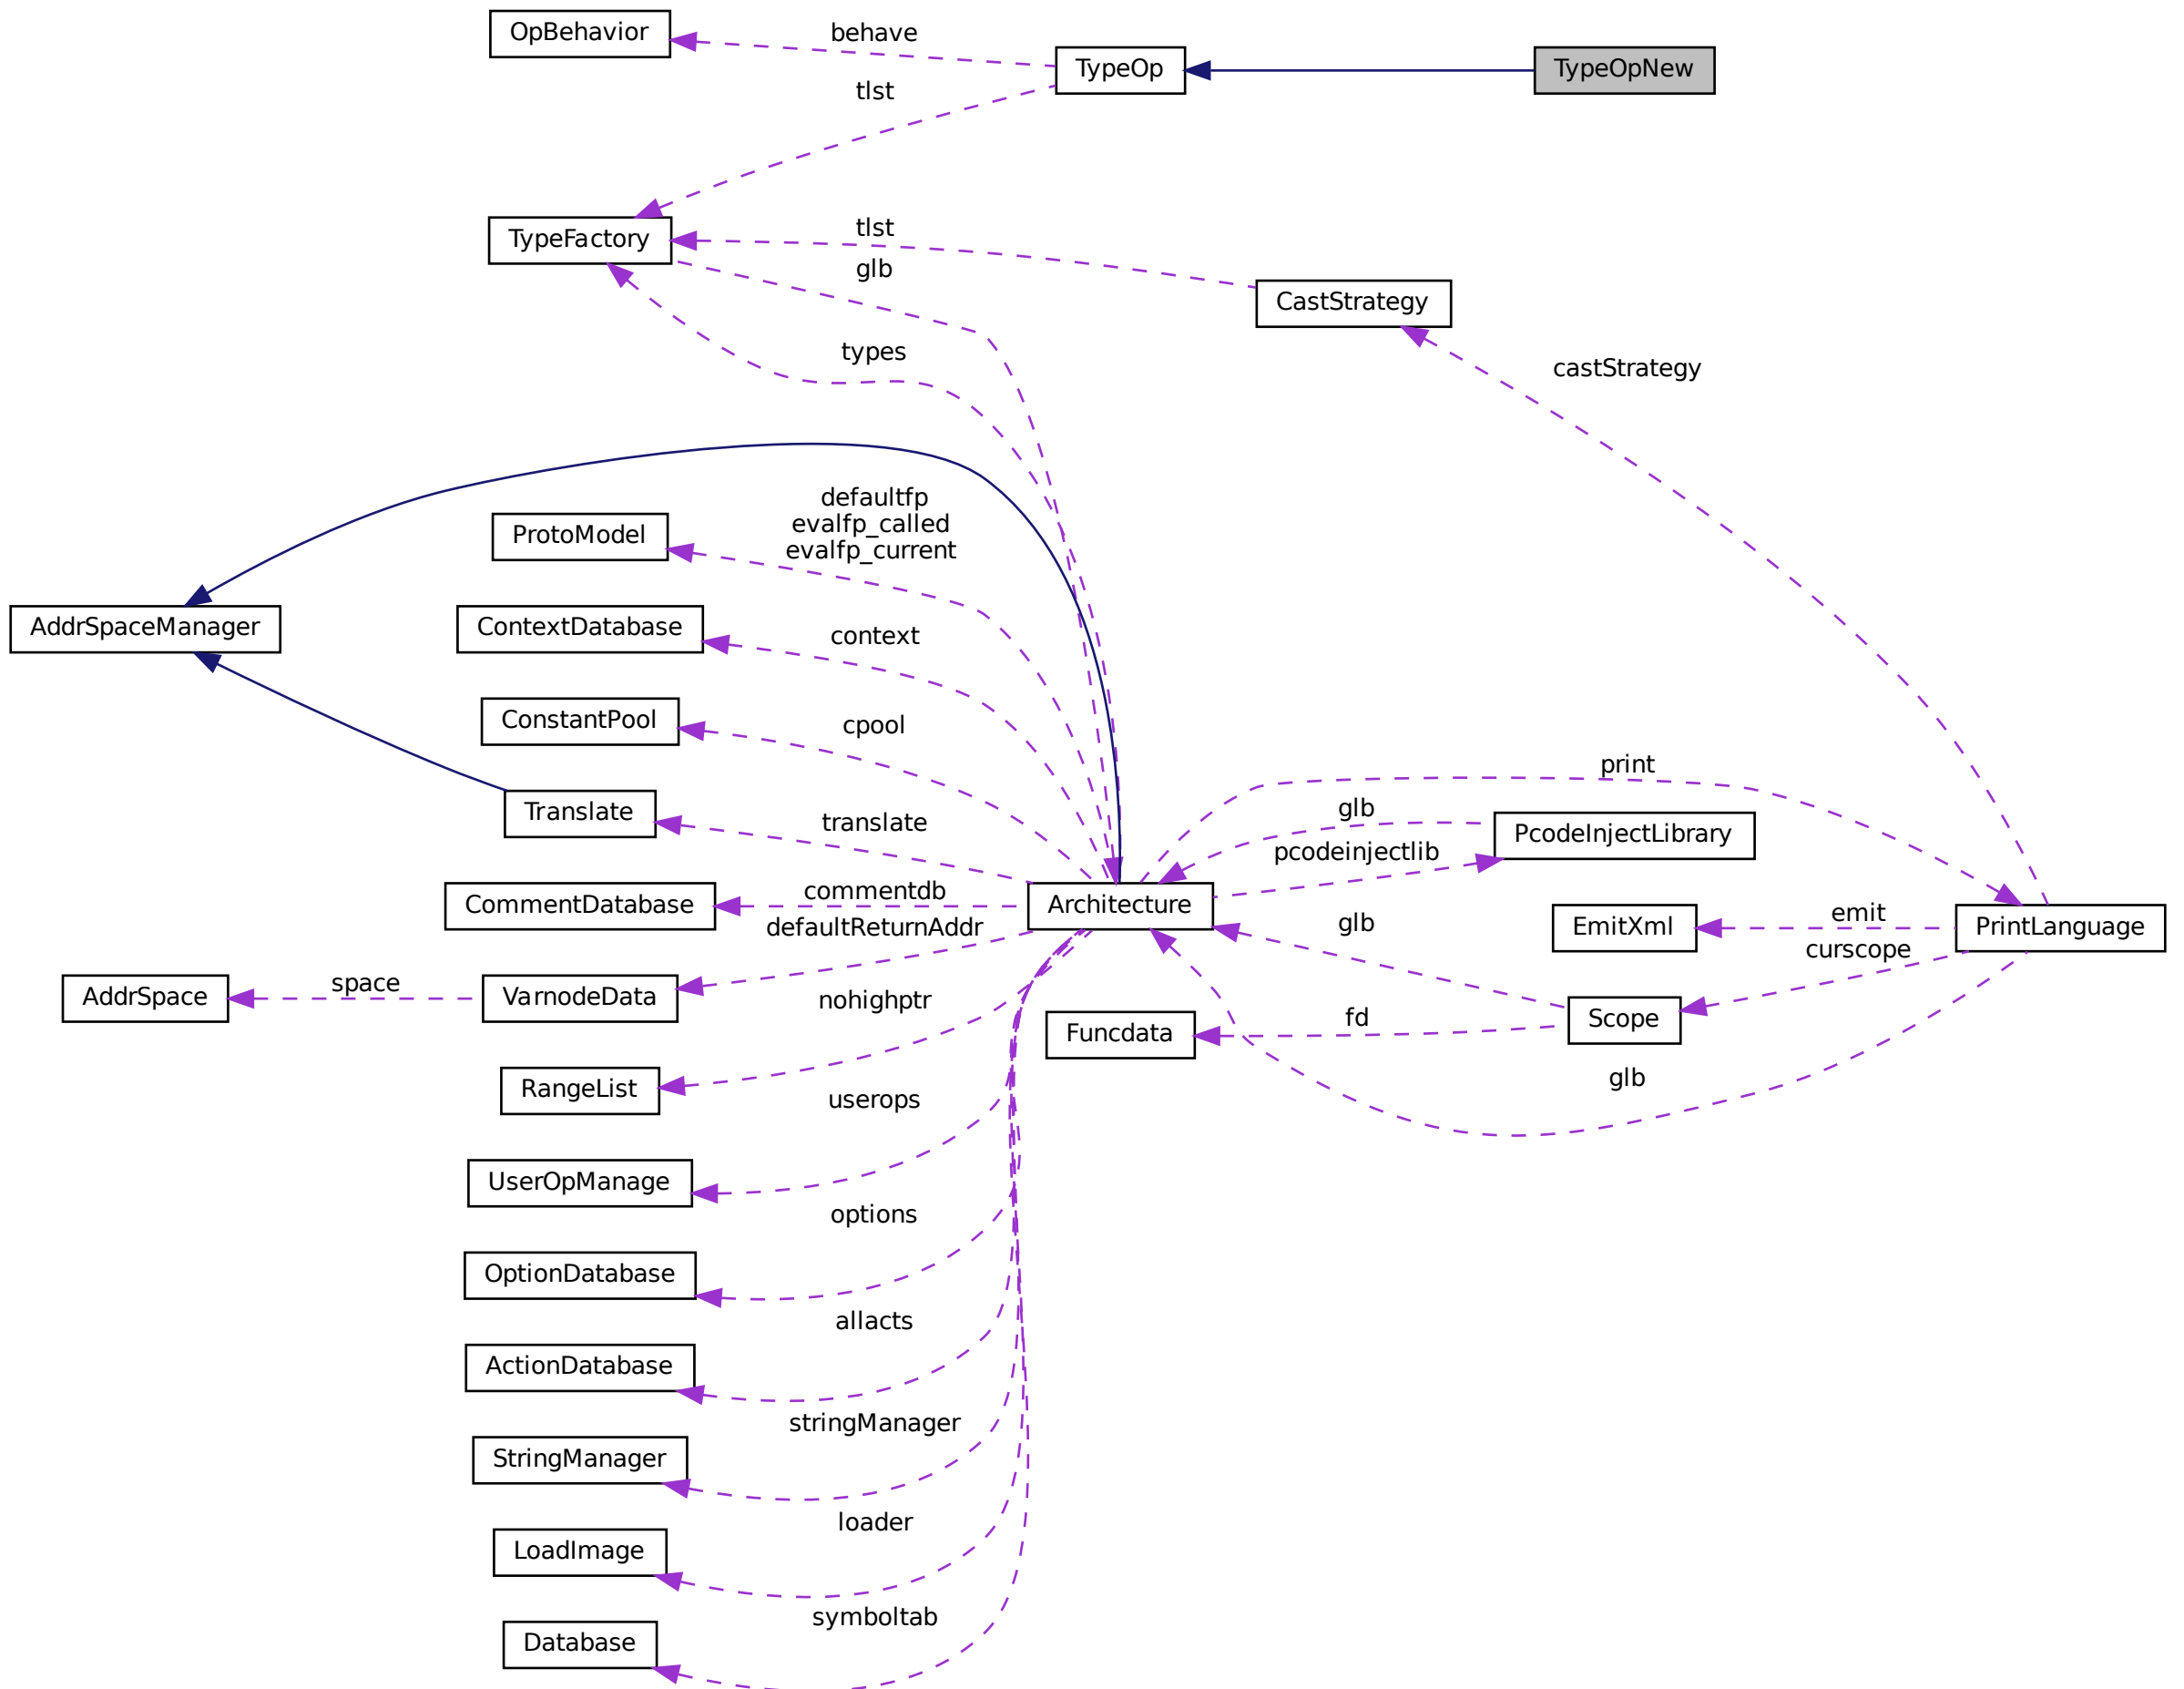 OpBehavior
behave
TypeOp
TypeOpNew
tlst
TypeFactory
tlst
glb
CastStrategy
types
castStrategy
defaultfp
evalfp_called
evalfp_current
ProtoModel
AddrSpaceManager
ContextDatabase
context
ConstantPool
cpool
print
Translate
translate
glb
PcodeInjectLibrary
pcodeinjectlib
CommentDatabase
commentdb
Architecture
defaultReturnAddr
glb
EmitXml
emit
PrintLanguage
curscope
AddrSpace
space
VarnodeData
nohighptr
Funcdata
fd
Scope
RangeList
glb
userops
UserOpManage
options
OptionDatabase
allacts
ActionDatabase
stringManager
StringManager
loader
LoadImage
symboltab
Database